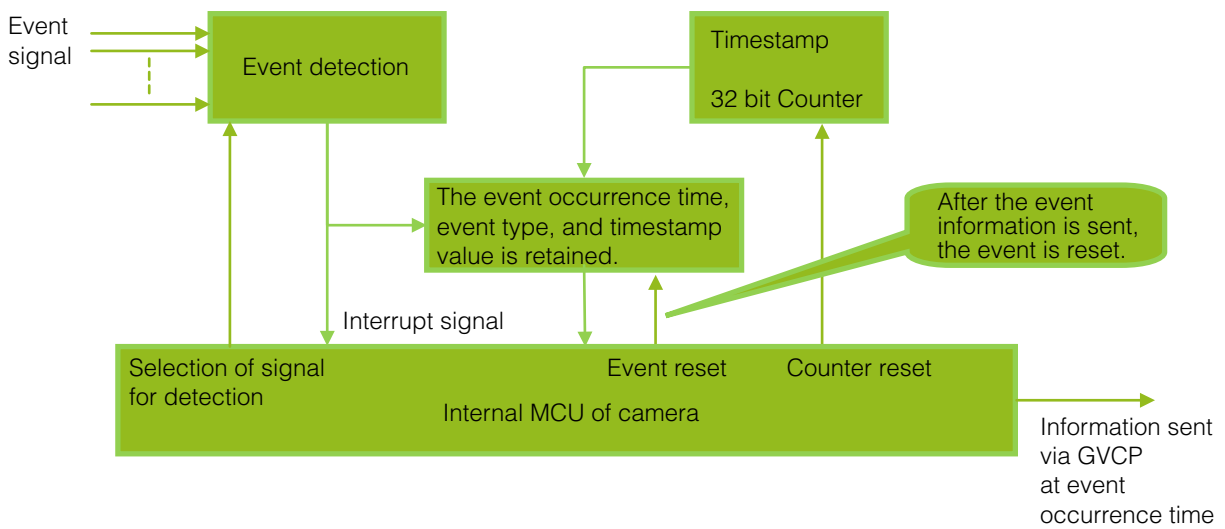 Event
signal
Event detection
Timestamp
32 bit Counter
The event occurrence time,
event type, and timestamp
value is retained.
After the event
information is sent,
the event is reset.
Interrupt signal
Selection of signal
for detection
Event reset
Counter reset
Internal MCU of camera
Information sent
via GVCP
at event
occurrence time